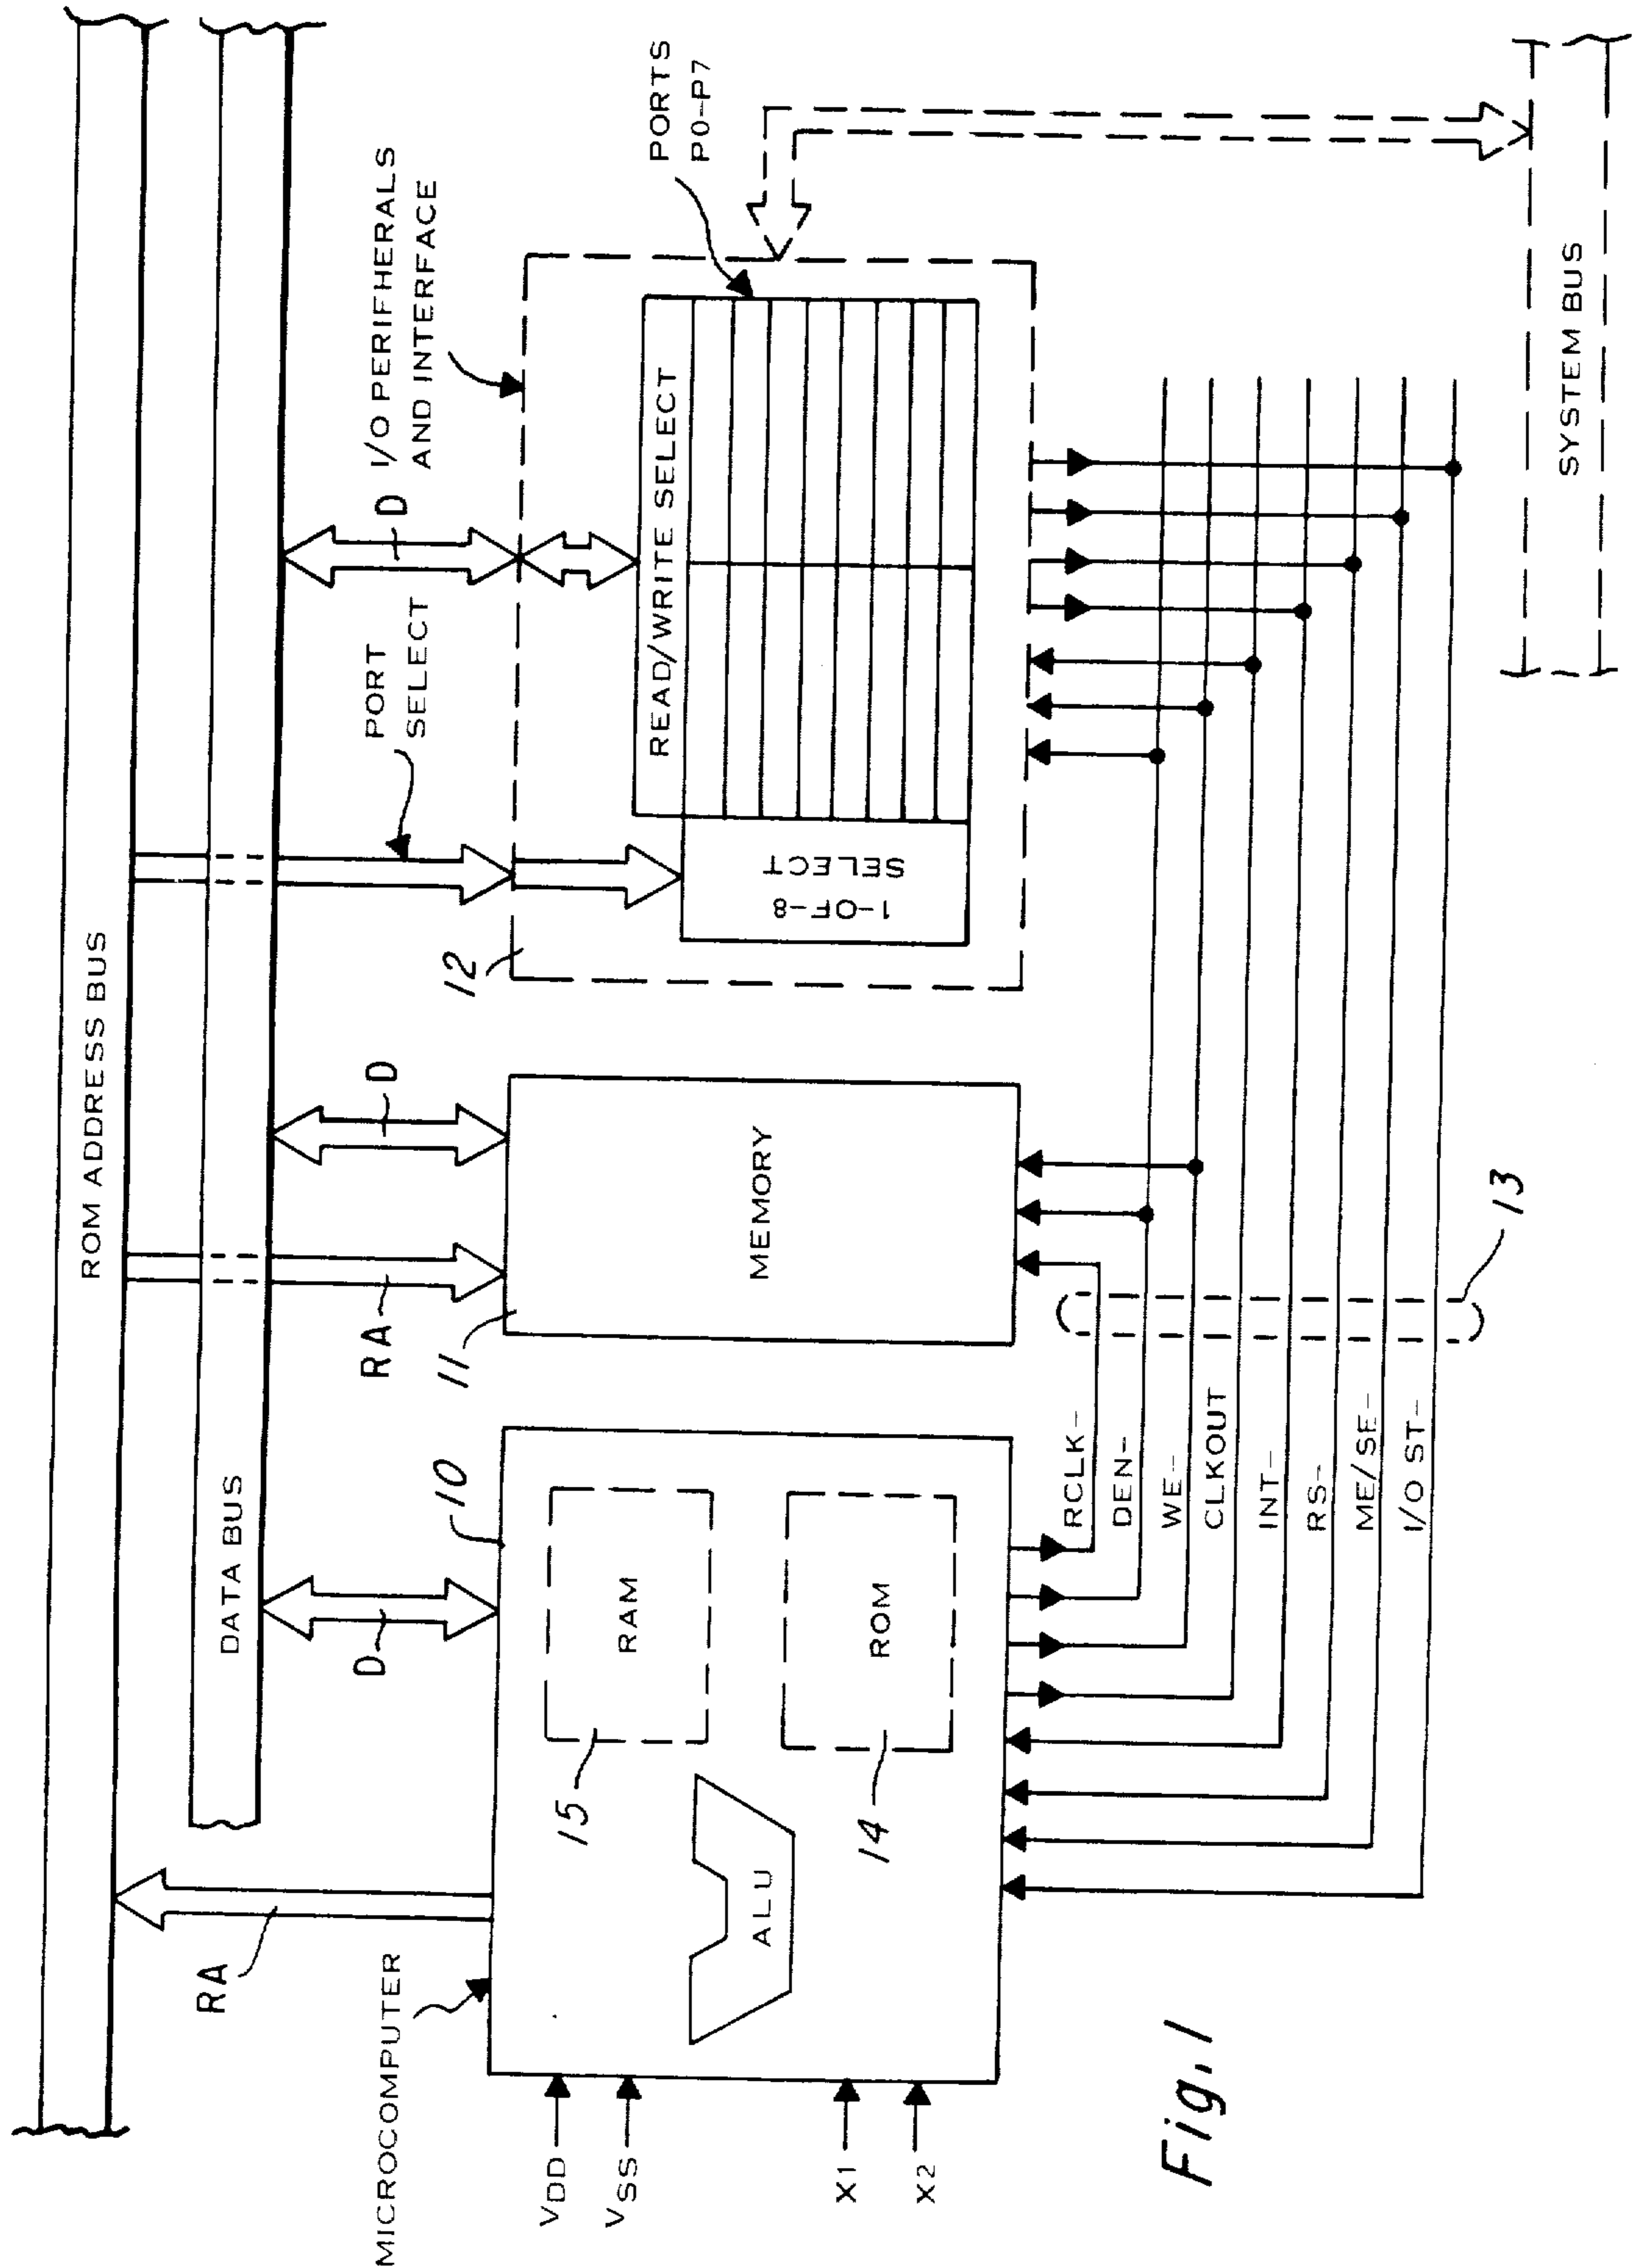 ROM ADDRESS BUS
DATA BUS
RA
D
RA
D
PORT
SELECT
D
I/O PERIFHERALS
AND INTERFACE
MICROCOMPUTER
10
11
12
PORTS
P0-P7
VDD
VSS
X1
X2
15
RAM
ALU
14
ROM
MEMORY
READ/WRITE SELECT
1-OF-8
SELECT
RCLK-
DEN-
WE-
CLKOUT
INT-
RS-
ME/SE-
I/O ST-
13
SYSTEM BUS
Fig. 1